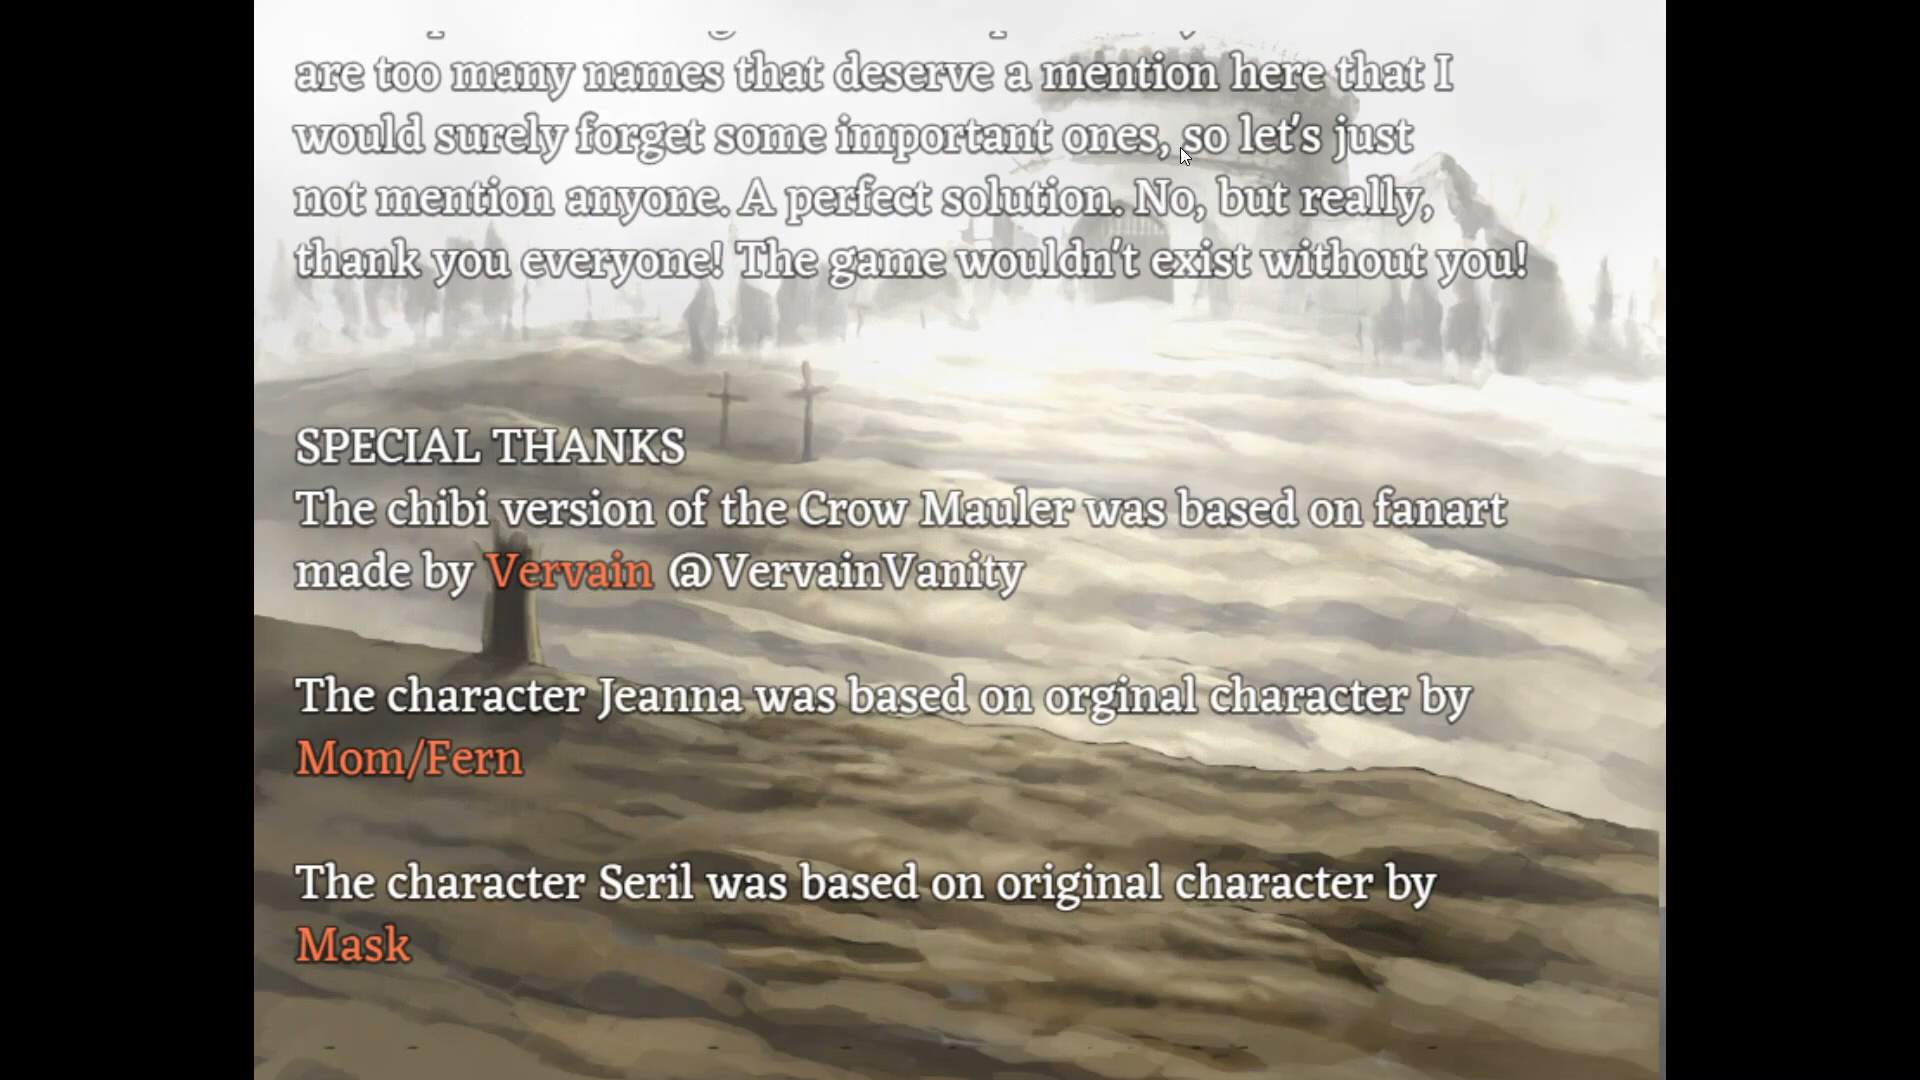 are too many names that deserve a mention here that I
would surely forget some important ones, so let's just
not mention anyone. A perfect solution. No, but really,
thank you everyone! The game wouldn't exist without you!
SPECIAL THANKS
The chibi version of the Crow Mauler was based on fanart
made by Vervain @VervainVanity
The character Jeanna was based on orginal character by
Mom/Fern
The character Seril was based on original character by
Mask